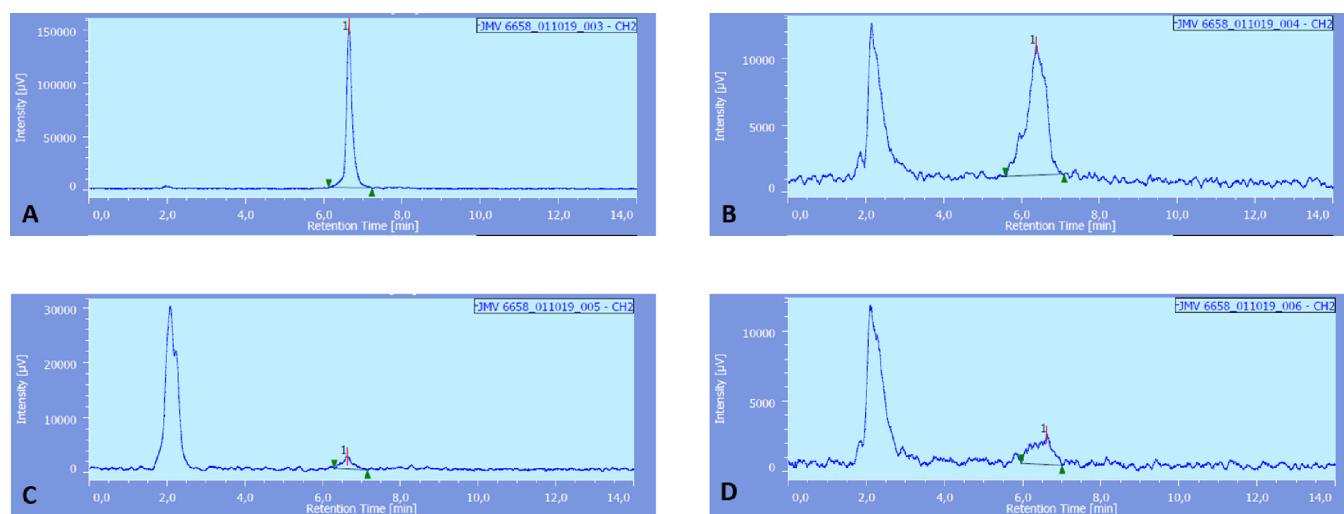 JMV 6658_011019_003 - CH2
150000
100000
50000
0
Intensity [µV]
1
0,0 2,0 4,0 6,0 8,0 10,0 12,0 14,0
Retention Time [min]
A
JMV 6658_011019_004 - CH2
10000
5000
0
Intensity [µV]
1
0,0 2,0 4,0 6,0 8,0 10,0 12,0 14,0
Retention Time [min]
B
JMV 6658_011019_005 - CH2
30000
20000
10000
0
Intensity [µV]
1
0,0 2,0 4,0 6,0 8,0 10,0 12,0 14,0
Retention Time [min]
C
JMV 6658_011019_006 - CH2
10000
5000
0
Intensity [µV]
1
0,0 2,0 4,0 6,0 8,0 10,0 12,0 14,0
Retention Time [min]
D